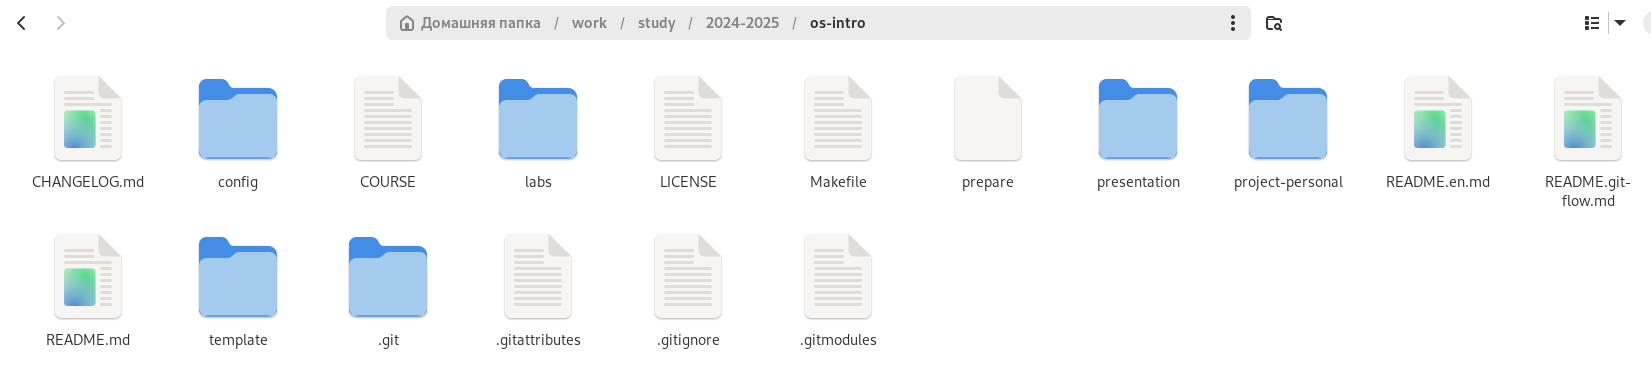 Домашняя папка / work / study / 2024-2025 / os-intro
CHANGELOG.md config COURSE labs LICENSE Makefile prepare presentation project-personal README.en.md README.git-
flow.md
README.md template .git .gitattributes .gitignore .gitmodules